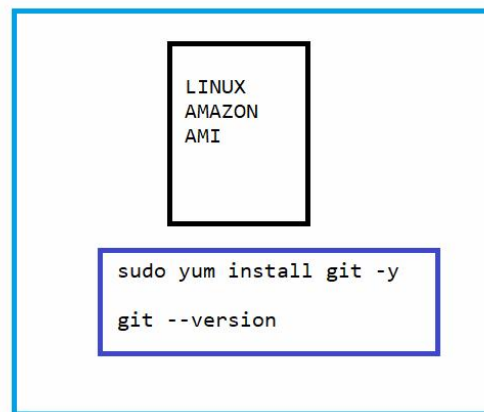 LINUX
AMAZON
AMI
sudo yum install git -y
git --version